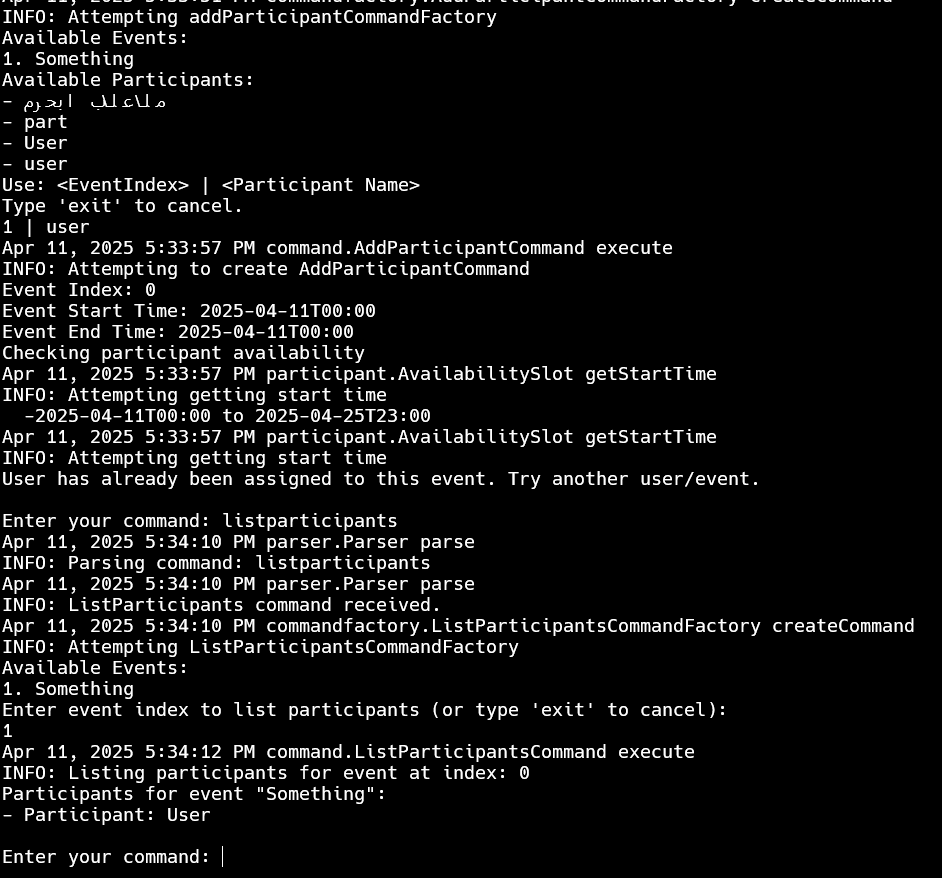 Apr 11, 2025 PM commandfactory.AddParticipantCommandFactory createCommand
INFO: Attempting addParticipantCommandFactory
Available Events:
1. Something
Available Participants:
- ملاعلاب ابحرم
- part
- User
- user
Use: <EventIndex> | <Participant Name>
Type 'exit' to cancel.
1 | user
Apr 11, 2025 5:33:57 PM command.AddParticipantCommand execute
INFO: Attempting to create AddParticipantCommand
Event Index: 0
Event Start Time: 2025-04-11T00:00
Event End Time: 2025-04-11T00:00
Checking participant availability
Apr 11, 2025 5:33:57 PM participant.AvailabilitySlot getStartTime
INFO: Attempting getting start time
  -2025-04-11T00:00 to 2025-04-25T23:00
Apr 11, 2025 5:33:57 PM participant.AvailabilitySlot getStartTime
INFO: Attempting getting start time
User has already been assigned to this event. Try another user/event.
Enter your command: listparticipants
Apr 11, 2025 5:34:10 PM parser.Parser parse
INFO: Parsing command: listparticipants
Apr 11, 2025 5:34:10 PM parser.Parser parse
INFO: ListParticipants command received.
Apr 11, 2025 5:34:10 PM commandfactory.ListParticipantsCommandFactory createCommand
INFO: Attempting ListParticipantsCommandFactory
Available Events:
1. Something
Enter event index to list participants (or type 'exit' to cancel):
1
Apr 11, 2025 5:34:12 PM command.ListParticipantsCommand execute
INFO: Listing participants for event at index: 0
Participants for event "Something":
- Participant: User
Enter your command: